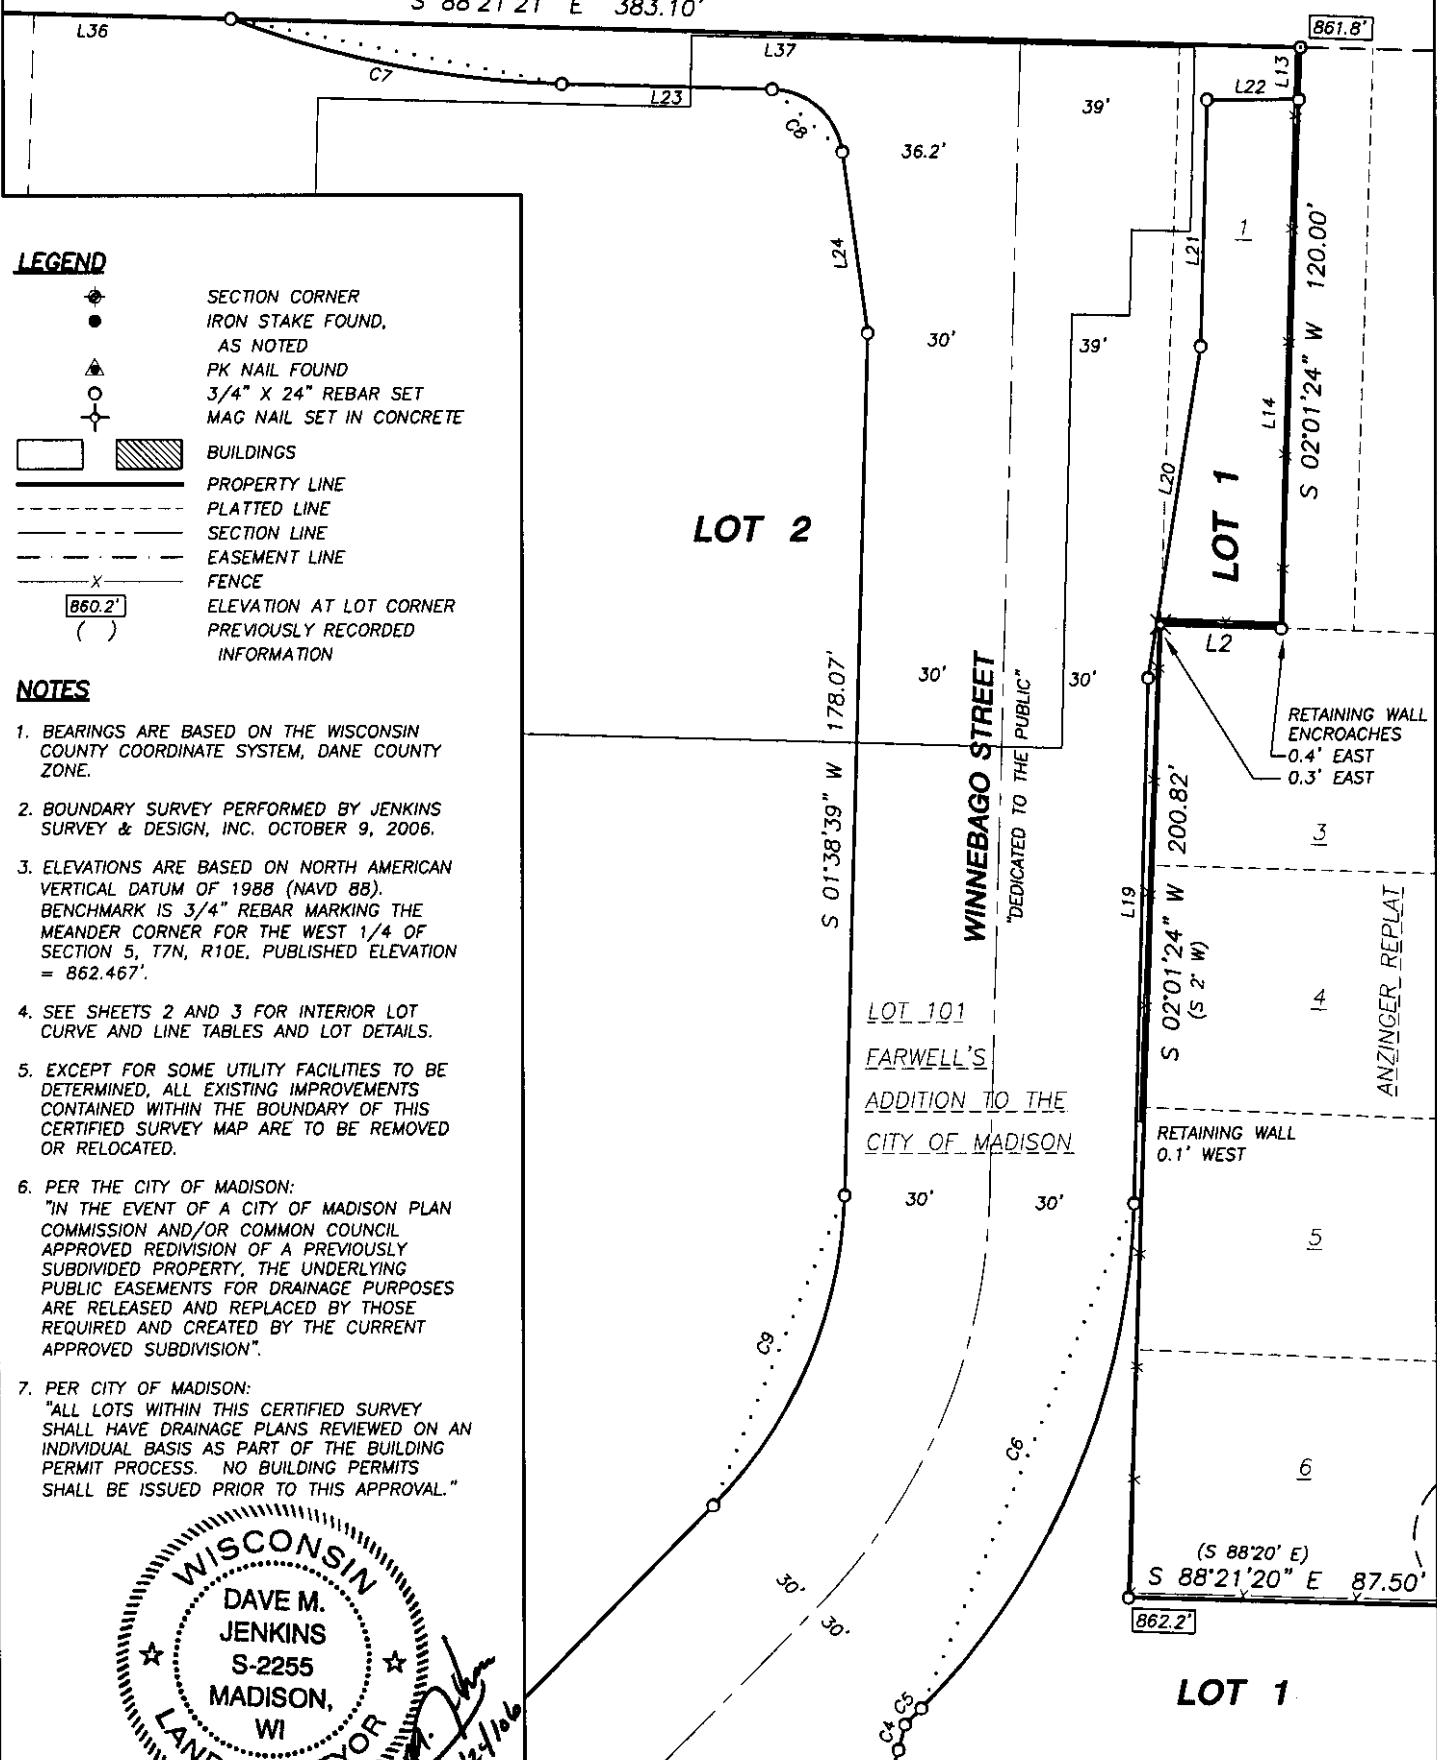 S 88°21'21" E 383.10'
L36
C7
L37
L23
C8
861.8'
L13
L22
39'
36.2'
1
L21
L24
S 02°01'24" W 120.00'
30'
39'
L14
L20
LOT 1
LOT 2
L2
LEGEND
SECTION CORNER
IRON STAKE FOUND,
AS NOTED
PK NAIL FOUND
3/4" X 24" REBAR SET
MAG NAIL SET IN CONCRETE
BUILDINGS
PROPERTY LINE
PLATTED LINE
SECTION LINE
EASEMENT LINE
X FENCE
860.2' ELEVATION AT LOT CORNER
( ) PREVIOUSLY RECORDED
INFORMATION
NOTES
1. BEARINGS ARE BASED ON THE WISCONSIN
COUNTY COORDINATE SYSTEM, DANE COUNTY
ZONE.
2. BOUNDARY SURVEY PERFORMED BY JENKINS
SURVEY & DESIGN, INC. OCTOBER 9, 2006.
3. ELEVATIONS ARE BASED ON NORTH AMERICAN
VERTICAL DATUM OF 1988 (NAVD 88).
BENCHMARK IS 3/4" REBAR MARKING THE
MEANDER CORNER FOR THE WEST 1/4 OF
SECTION 5, T7N, R10E, PUBLISHED ELEVATION
= 862.467'.
4. SEE SHEETS 2 AND 3 FOR INTERIOR LOT
CURVE AND LINE TABLES AND LOT DETAILS.
5. EXCEPT FOR SOME UTILITY FACILITIES TO BE
DETERMINED, ALL EXISTING IMPROVEMENTS
CONTAINED WITHIN THE BOUNDARY OF THIS
CERTIFIED SURVEY MAP ARE TO BE REMOVED
OR RELOCATED.
6. PER THE CITY OF MADISON:
"IN THE EVENT OF A CITY OF MADISON PLAN
COMMISSION AND/OR COMMON COUNCIL
APPROVED REDIVISION OF A PREVIOUSLY
SUBDIVIDED PROPERTY, THE UNDERLYING
PUBLIC EASEMENTS FOR DRAINAGE PURPOSES
ARE RELEASED AND REPLACED BY THOSE
REQUIRED AND CREATED BY THE CURRENT
APPROVED SUBDIVISION".
7. PER CITY OF MADISON:
"ALL LOTS WITHIN THIS CERTIFIED SURVEY
SHALL HAVE DRAINAGE PLANS REVIEWED ON AN
INDIVIDUAL BASIS AS PART OF THE BUILDING
PERMIT PROCESS. NO BUILDING PERMITS
SHALL BE ISSUED PRIOR TO THIS APPROVAL."
S 01°38'39" W 178.07'
30'
30'
WINNEBAGO STREET
"DEDICATED TO THE PUBLIC"
RETAINING WALL
ENCROACHES
0.4' EAST
0.3' EAST
3
L19
S 02°01'24" W 200.82'
(S 2° W)
4
ANZINGER REPLAT
LOT 101
FARWELL'S
ADDITION TO THE
CITY OF MADISON
RETAINING WALL
0.1' WEST
30'
30'
5
C9
C6
6
(S 88°20' E)
S 88°21'20" E 87.50'
862.2'
30'
30'
LOT 1
C5
C4
WISCONSIN
DAVE M.
JENKINS
S-2255
MADISON,
WI